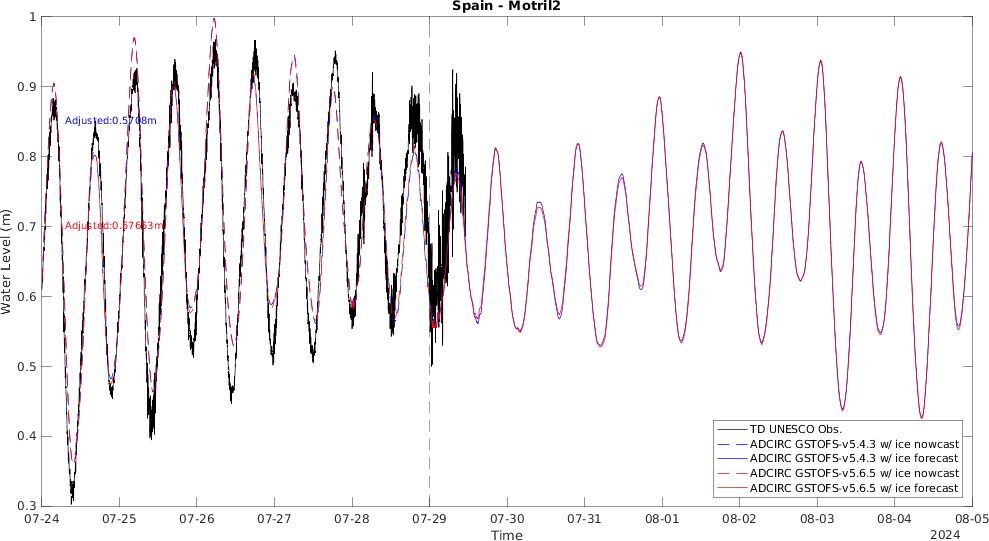 Spain - Motril2
1
0.9
0.8
0.7
0.6
0.5
0.4
0.3
Water Level (m)
Adjusted:0.5708m
Adjusted:0.57663m
TD UNESCO Obs.
ADCIRC GSTOFS-v5.4.3 w/ ice nowcast
ADCIRC GSTOFS-v5.4.3 w/ ice forecast
ADCIRC GSTOFS-v5.6.5 w/ ice nowcast
ADCIRC GSTOFS-v5.6.5 w/ ice forecast
07-24 07-25 07-26 07-27 07-28 07-29 07-30 07-31 08-01 08-02 08-03 08-04 08-05
Time
2024